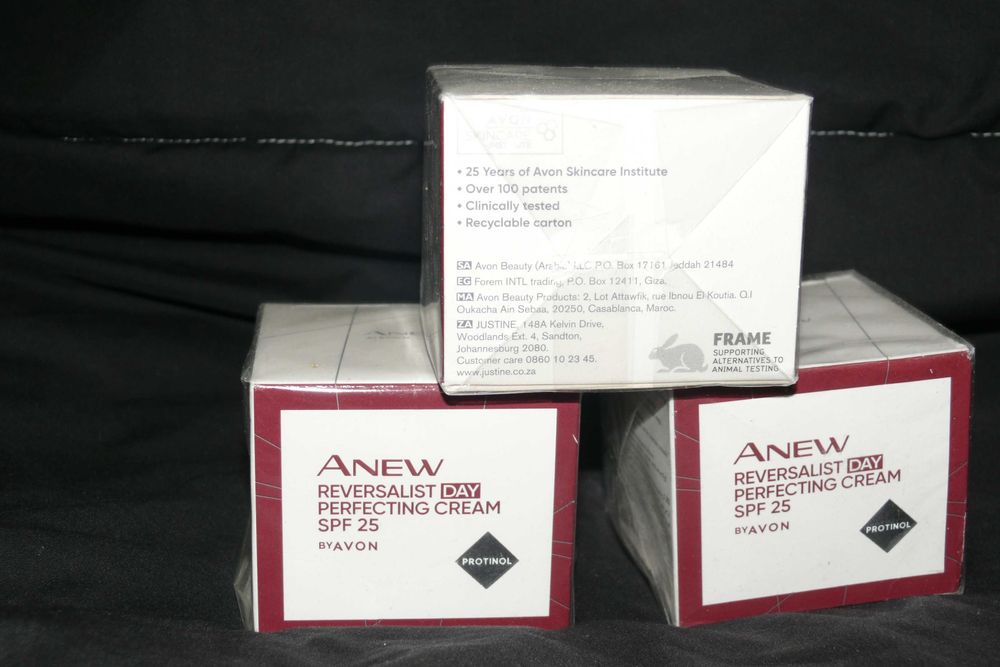 AVON
SKINCARE
INSTITUTE
• 25 Years of Avon Skincare Institute
• Over 100 patents
• Clinically tested
• Recyclable carton
SA Avon Beauty (Arabia) LLC P.O. Box 17161 Jeddah 21484
EG Forem INTL trading, P.O. Box 12411, Giza.
MA Avon Beauty Products: 2, Lot Attawfik, rue Ibnou El Koutia. Q.I
Oukacha Ain Sebaa, 20250, Casablanca, Maroc.
ZA JUSTINE, 148A Kelvin Drive,
Woodlands Ext. 4, Sandton,
Johannesburg 2080.
Customer care 0860 10 23 45.
www.justine.co.za
FRAME
SUPPORTING
ALTERNATIVES TO
ANIMAL TESTING
ANEW
REVERSALIST DAY
PERFECTING CREAM
SPF 25
BY AVON
PROTINOL
ANEW
REVERSALIST DAY
PERFECTING CREAM
SPF 25
BY AVON
PROTINOL